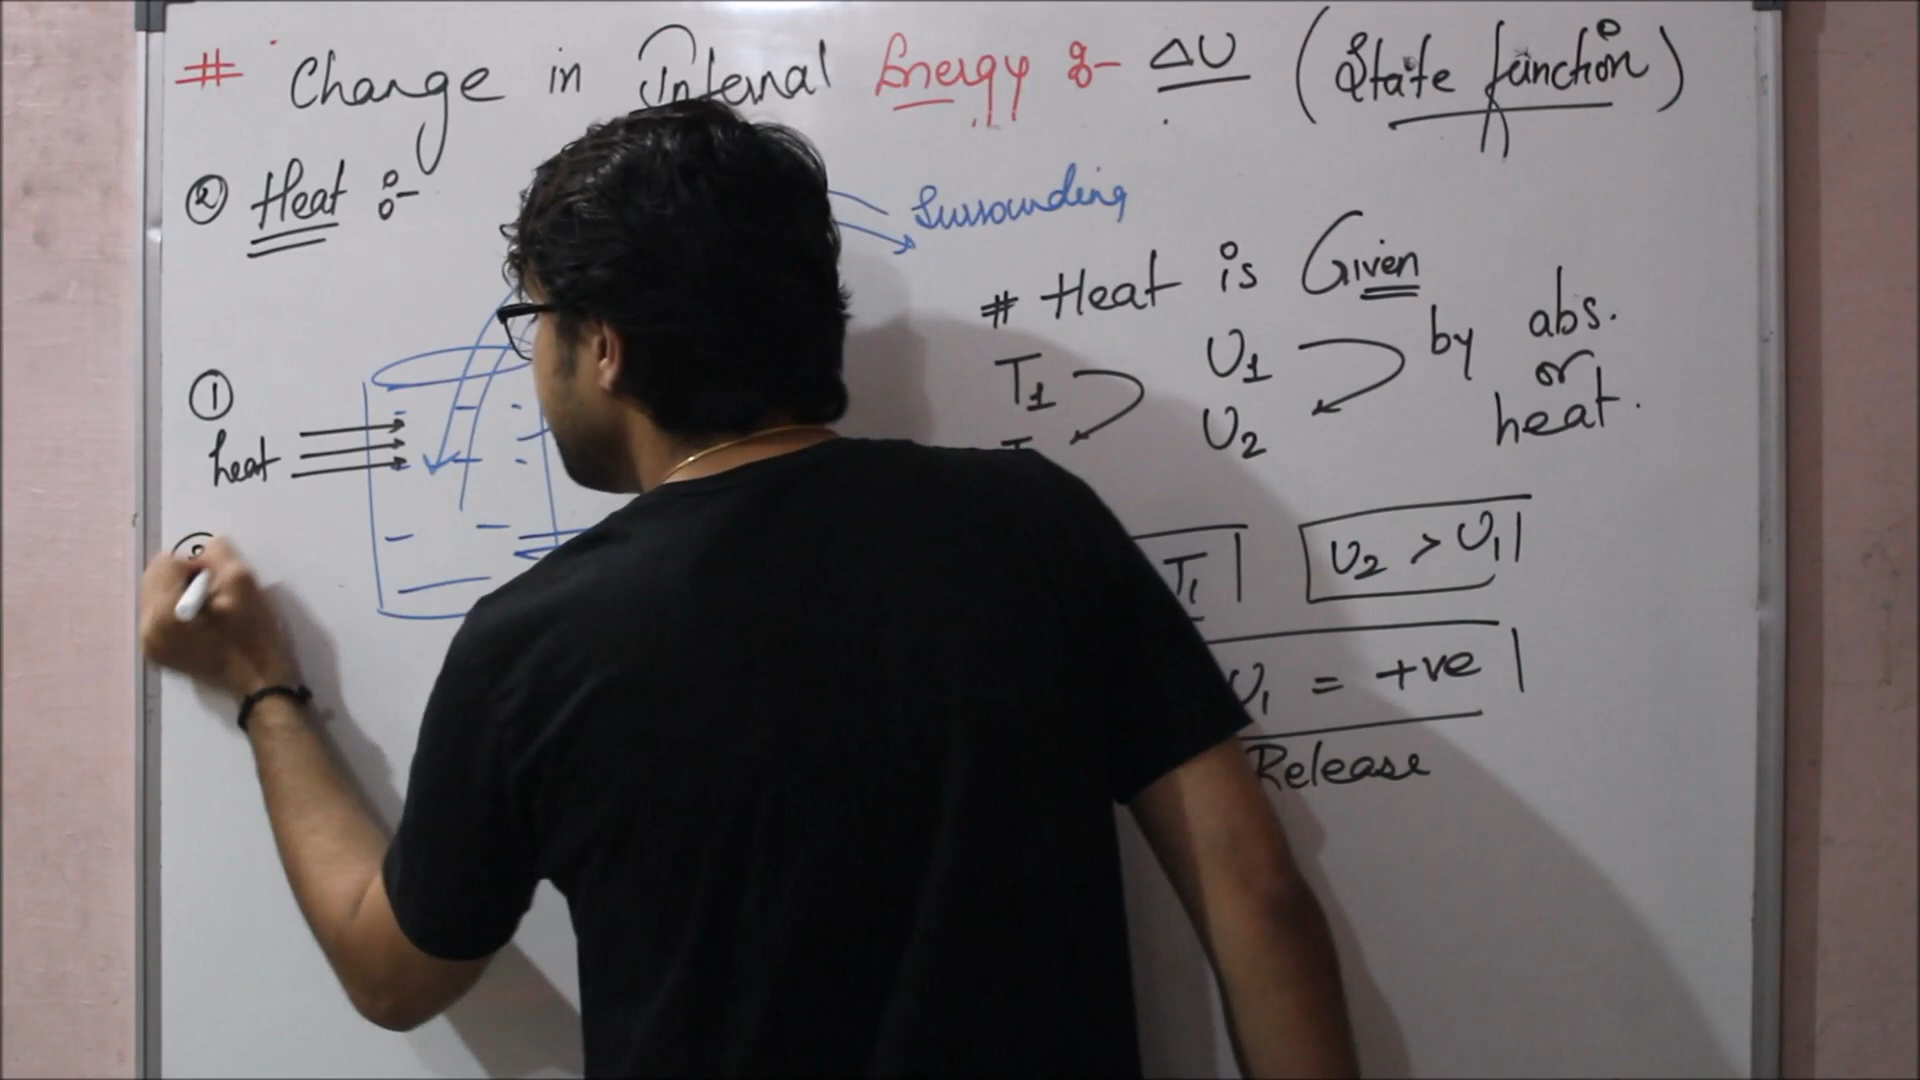 # Change in Internal Energy :- ΔU (State function)
② Heat :-
Surrounding
# Heat is Given
by abs. or heat.
T1
U1
U2
①
heat
②
T1
U2 > U1
U1 = +ve
Release